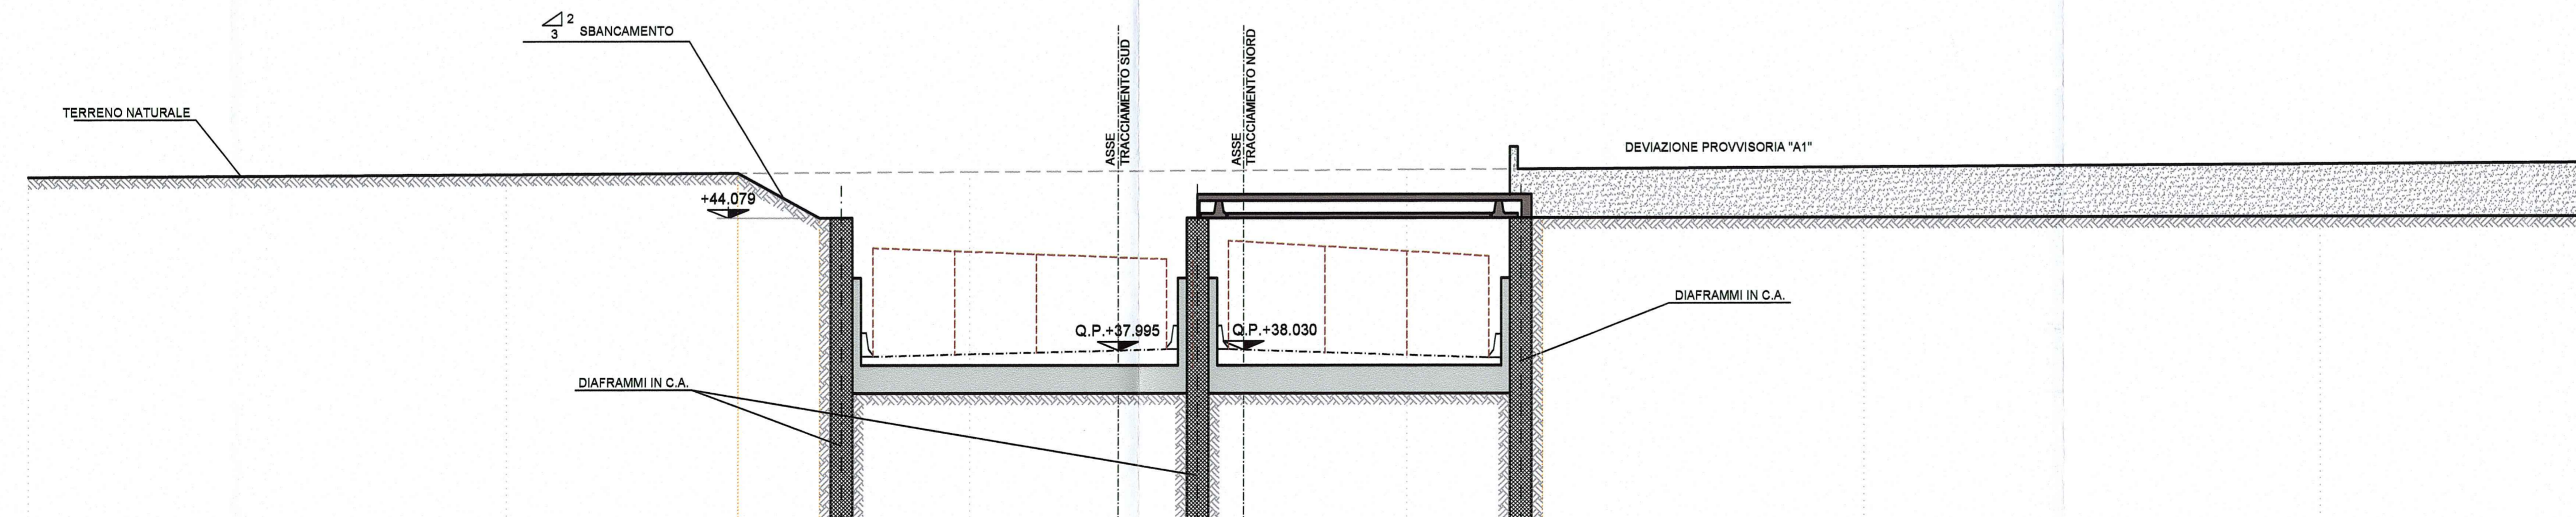 2
3
SBANCAMENTO
TERRENO NATURALE
+44.079
ASSE
TRACCIAMENTO SUD
ASSE
TRACCIAMENTO NORD
DEVIAZIONE PROVVISORIA "A1"
Q.P.+37.995
Q.P.+38.030
DIAFRAMMI IN C.A.
DIAFRAMMI IN C.A.